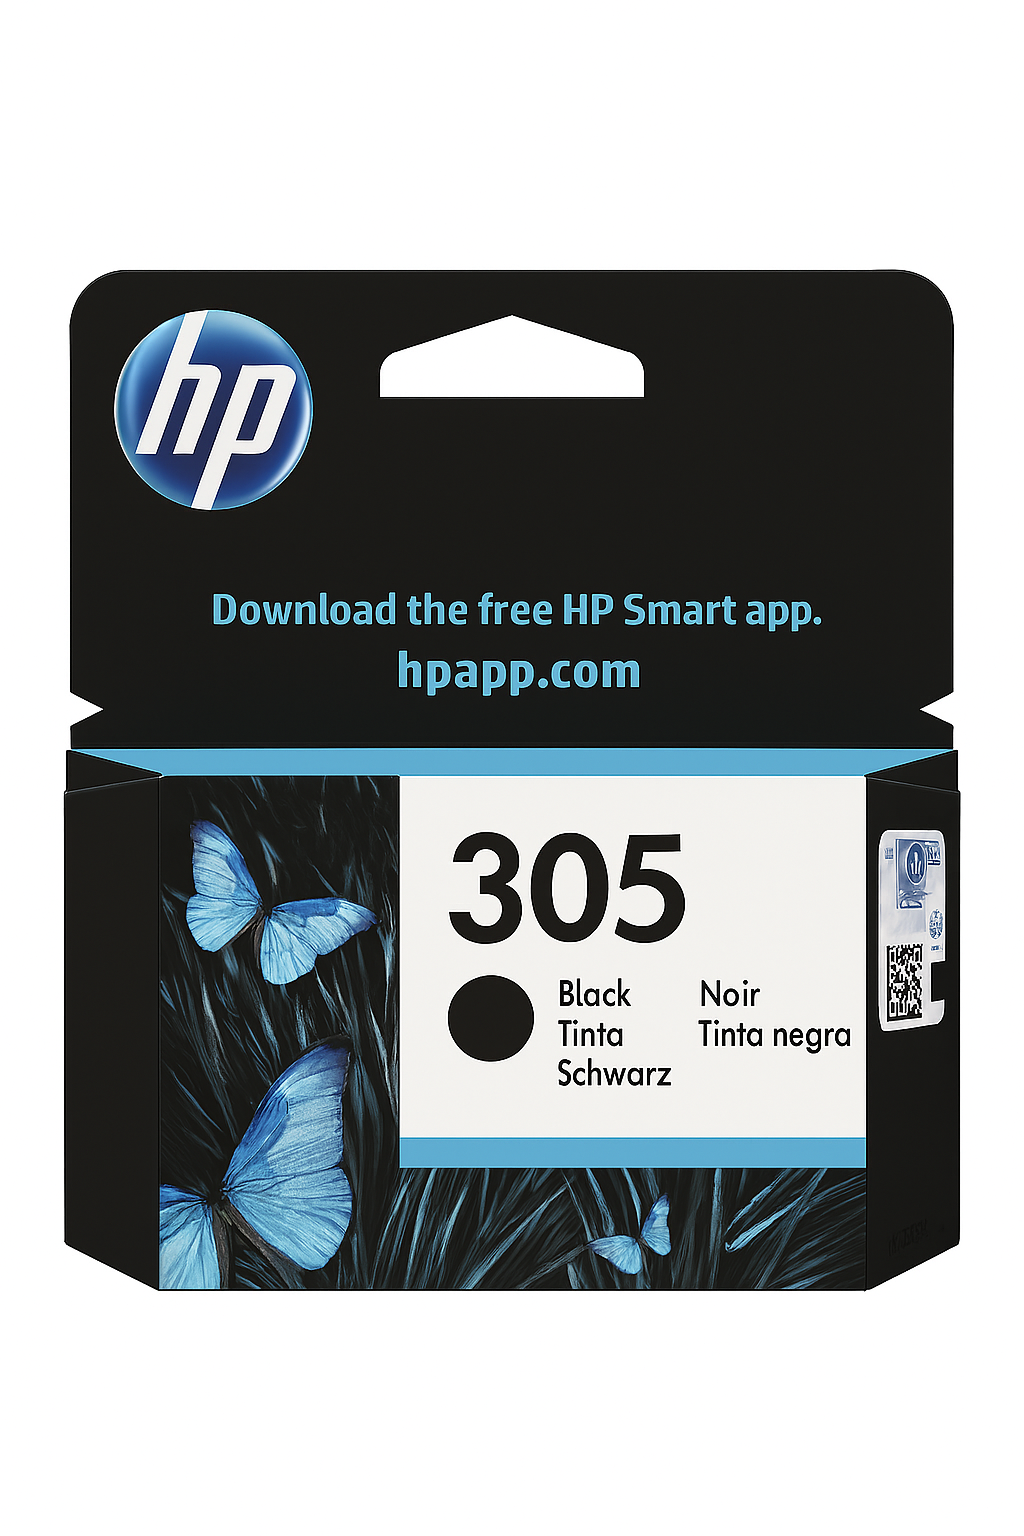 hp
Download the free HP Smart app.
hpapp.com
305
Black
Tinta
Schwarz
Noir
Tinta negra